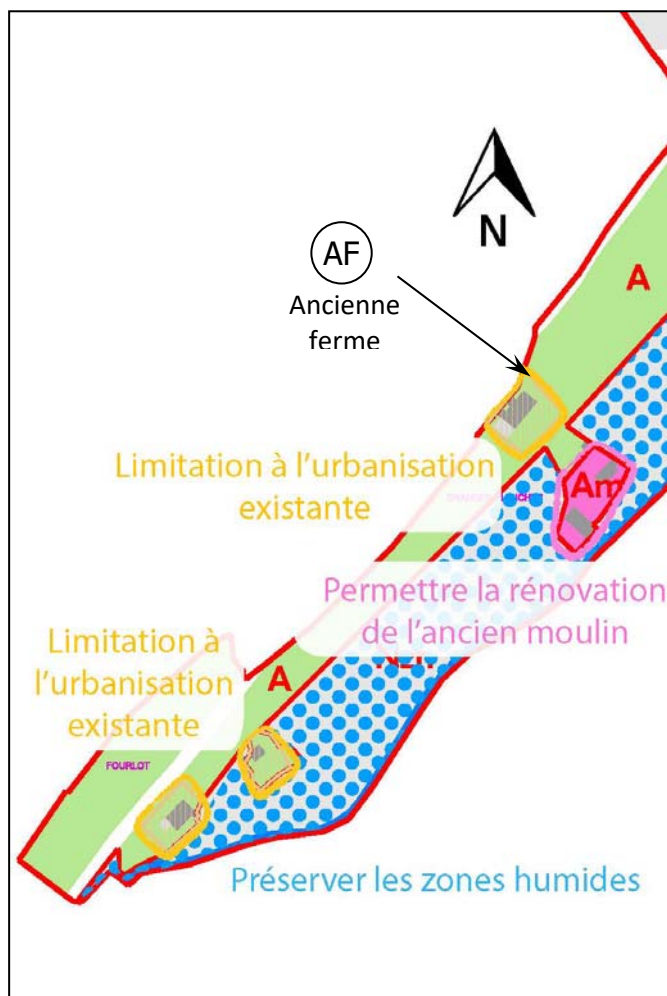 N
AF
Ancienne
ferme
A
Limitation à l'urbanisation
existante
Am
Permettre la rénovation
de l'ancien moulin
Limitation à
l'urbanisation
existante
A
FOURLOT
Préserver les zones humides